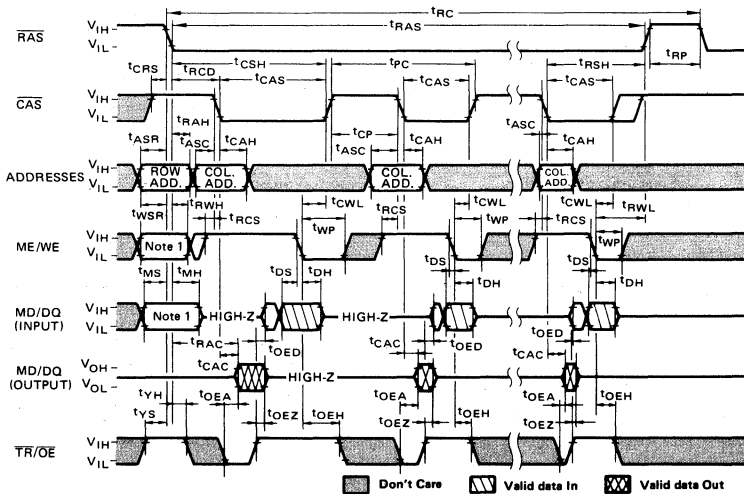 tRC
RAS VIH VIL tRAS
tCRS tRCD tCSH tPC tRSH tRP
tCAS tCAS tCAS
CAS VIH VIL
tRAH tCP tASC
tASR tASC tCAH tASC tCAH tCAH
ADDRESSES VIH VIL ROW ADD. COL. ADD. COL. ADD. COL. ADD.
tWSR tRWH tCWL tCWL tCWL tRWL
tRCS tWP tRCS tWP tRCS tWP
ME/WE VIH VIL Note 1
tMS tMH tDS tDH tDS tDH tDS tDH
MD/DQ (INPUT) VIH VIL Note 1 HIGH-Z HIGH-Z
tRAC tOED tCAC tOED tOED
tCAC tCAC
MD/DQ (OUTPUT) VOH VOL HIGH-Z
tYH tOEA tOEA tOEA
tYS tOEZ tOEH tOEZ tOEH tOEZ tOEH
TR/OE VIH VIL
Don't Care Valid data In Valid data Out